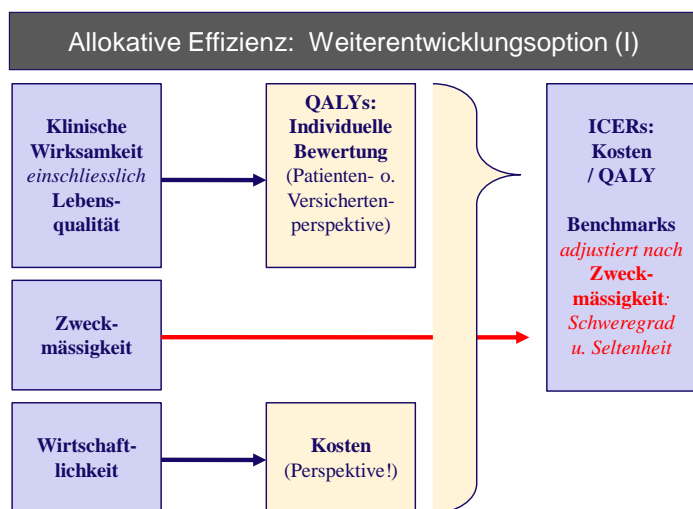 Allokative Effizienz: Weiterentwicklungsoption (I)
Klinische
Wirksamkeit
einschliesslich
Lebens-
qualität
QALYs:
Individuelle
Bewertung
(Patienten- o.
Versicherten-
perspektive)
ICERs:
Kosten
/ QALY
Benchmarks
adjustiert nach
Zweck-
mässigkeit:
Schweregrad
u. Seltenheit
Zweck-
mässigkeit
Wirtschaft-
lichkeit
Kosten
(Perspektive!)